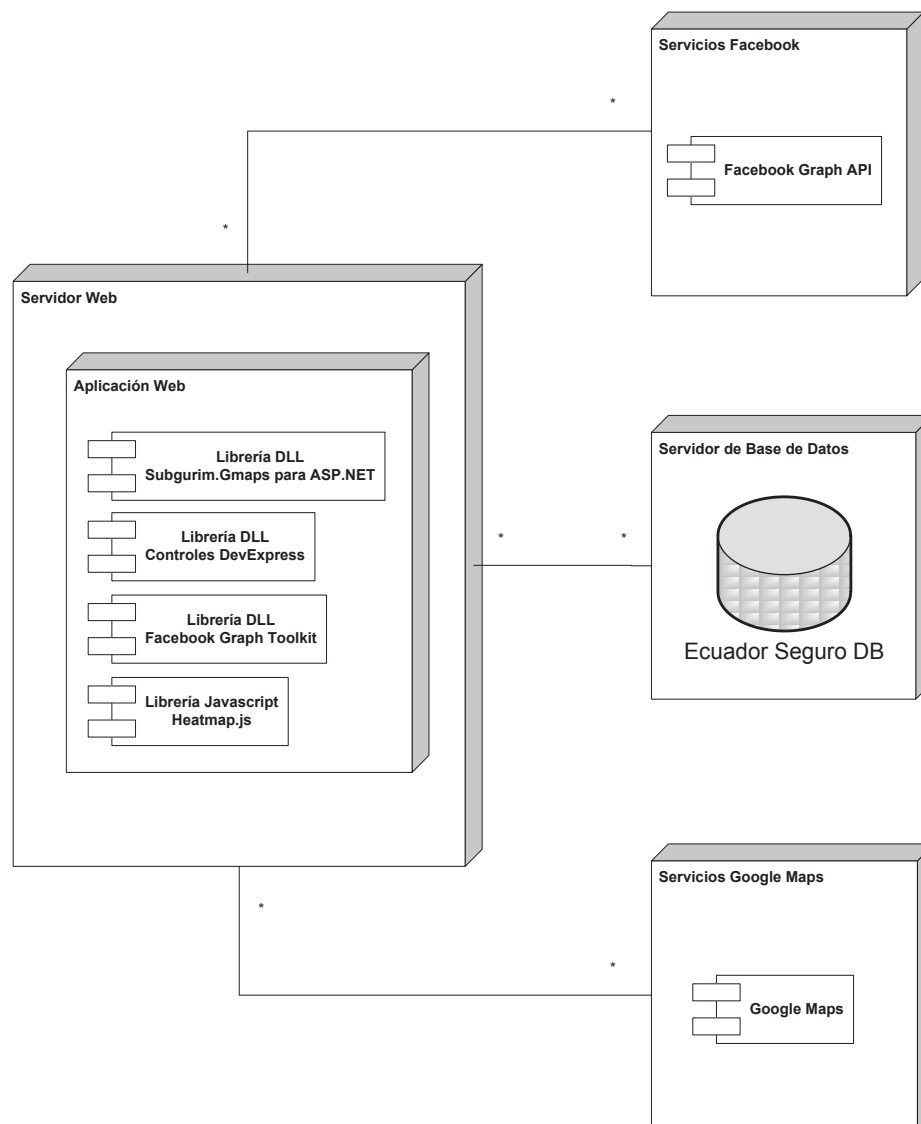 Servicios Facebook
*
Facebook Graph API
*
Servidor Web
Aplicación Web
Librería DLL
Subgurim.Gmaps para ASP.NET
Librería DLL
Controles DevExpress
Librería DLL
Facebook Graph Toolkit
Librería Javascript
Heatmap.js
Servidor de Base de Datos
* *
Ecuador Seguro DB
Servicios Google Maps
*
*
Google Maps